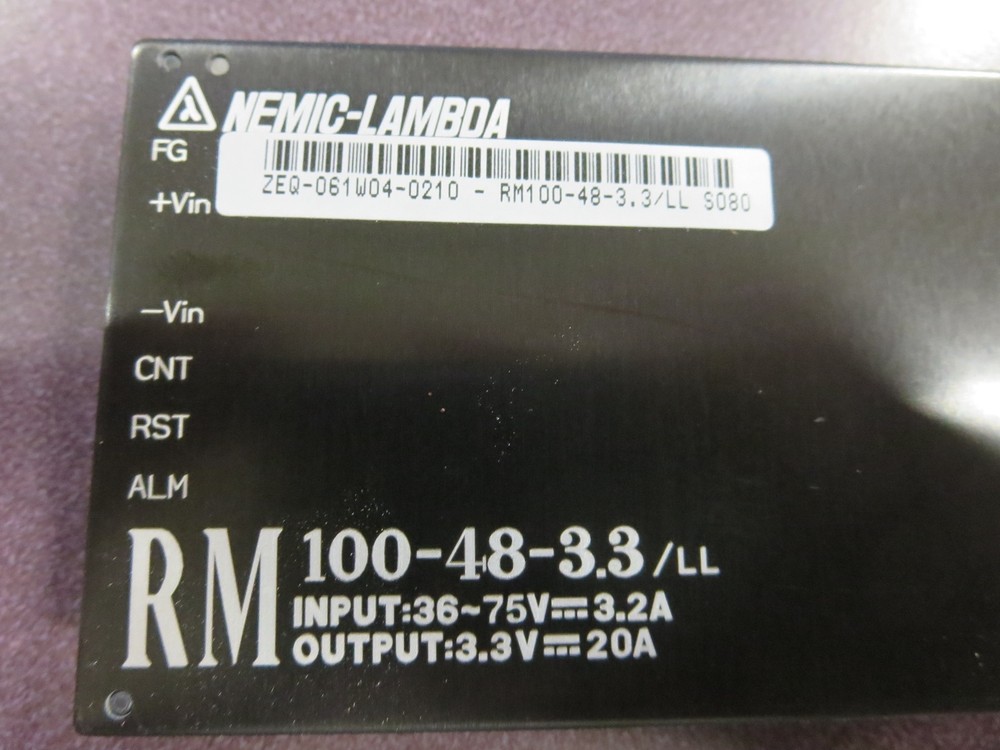 NEMIC-LAMBDA
FG
ZEQ-061W04-0210 - RM100-48-3.3/LL S080
+Vin
−Vin
CNT
RST
ALM
RM 100-48-3.3/LL
INPUT:36~75V⎓3.2A
OUTPUT:3.3V⎓20A